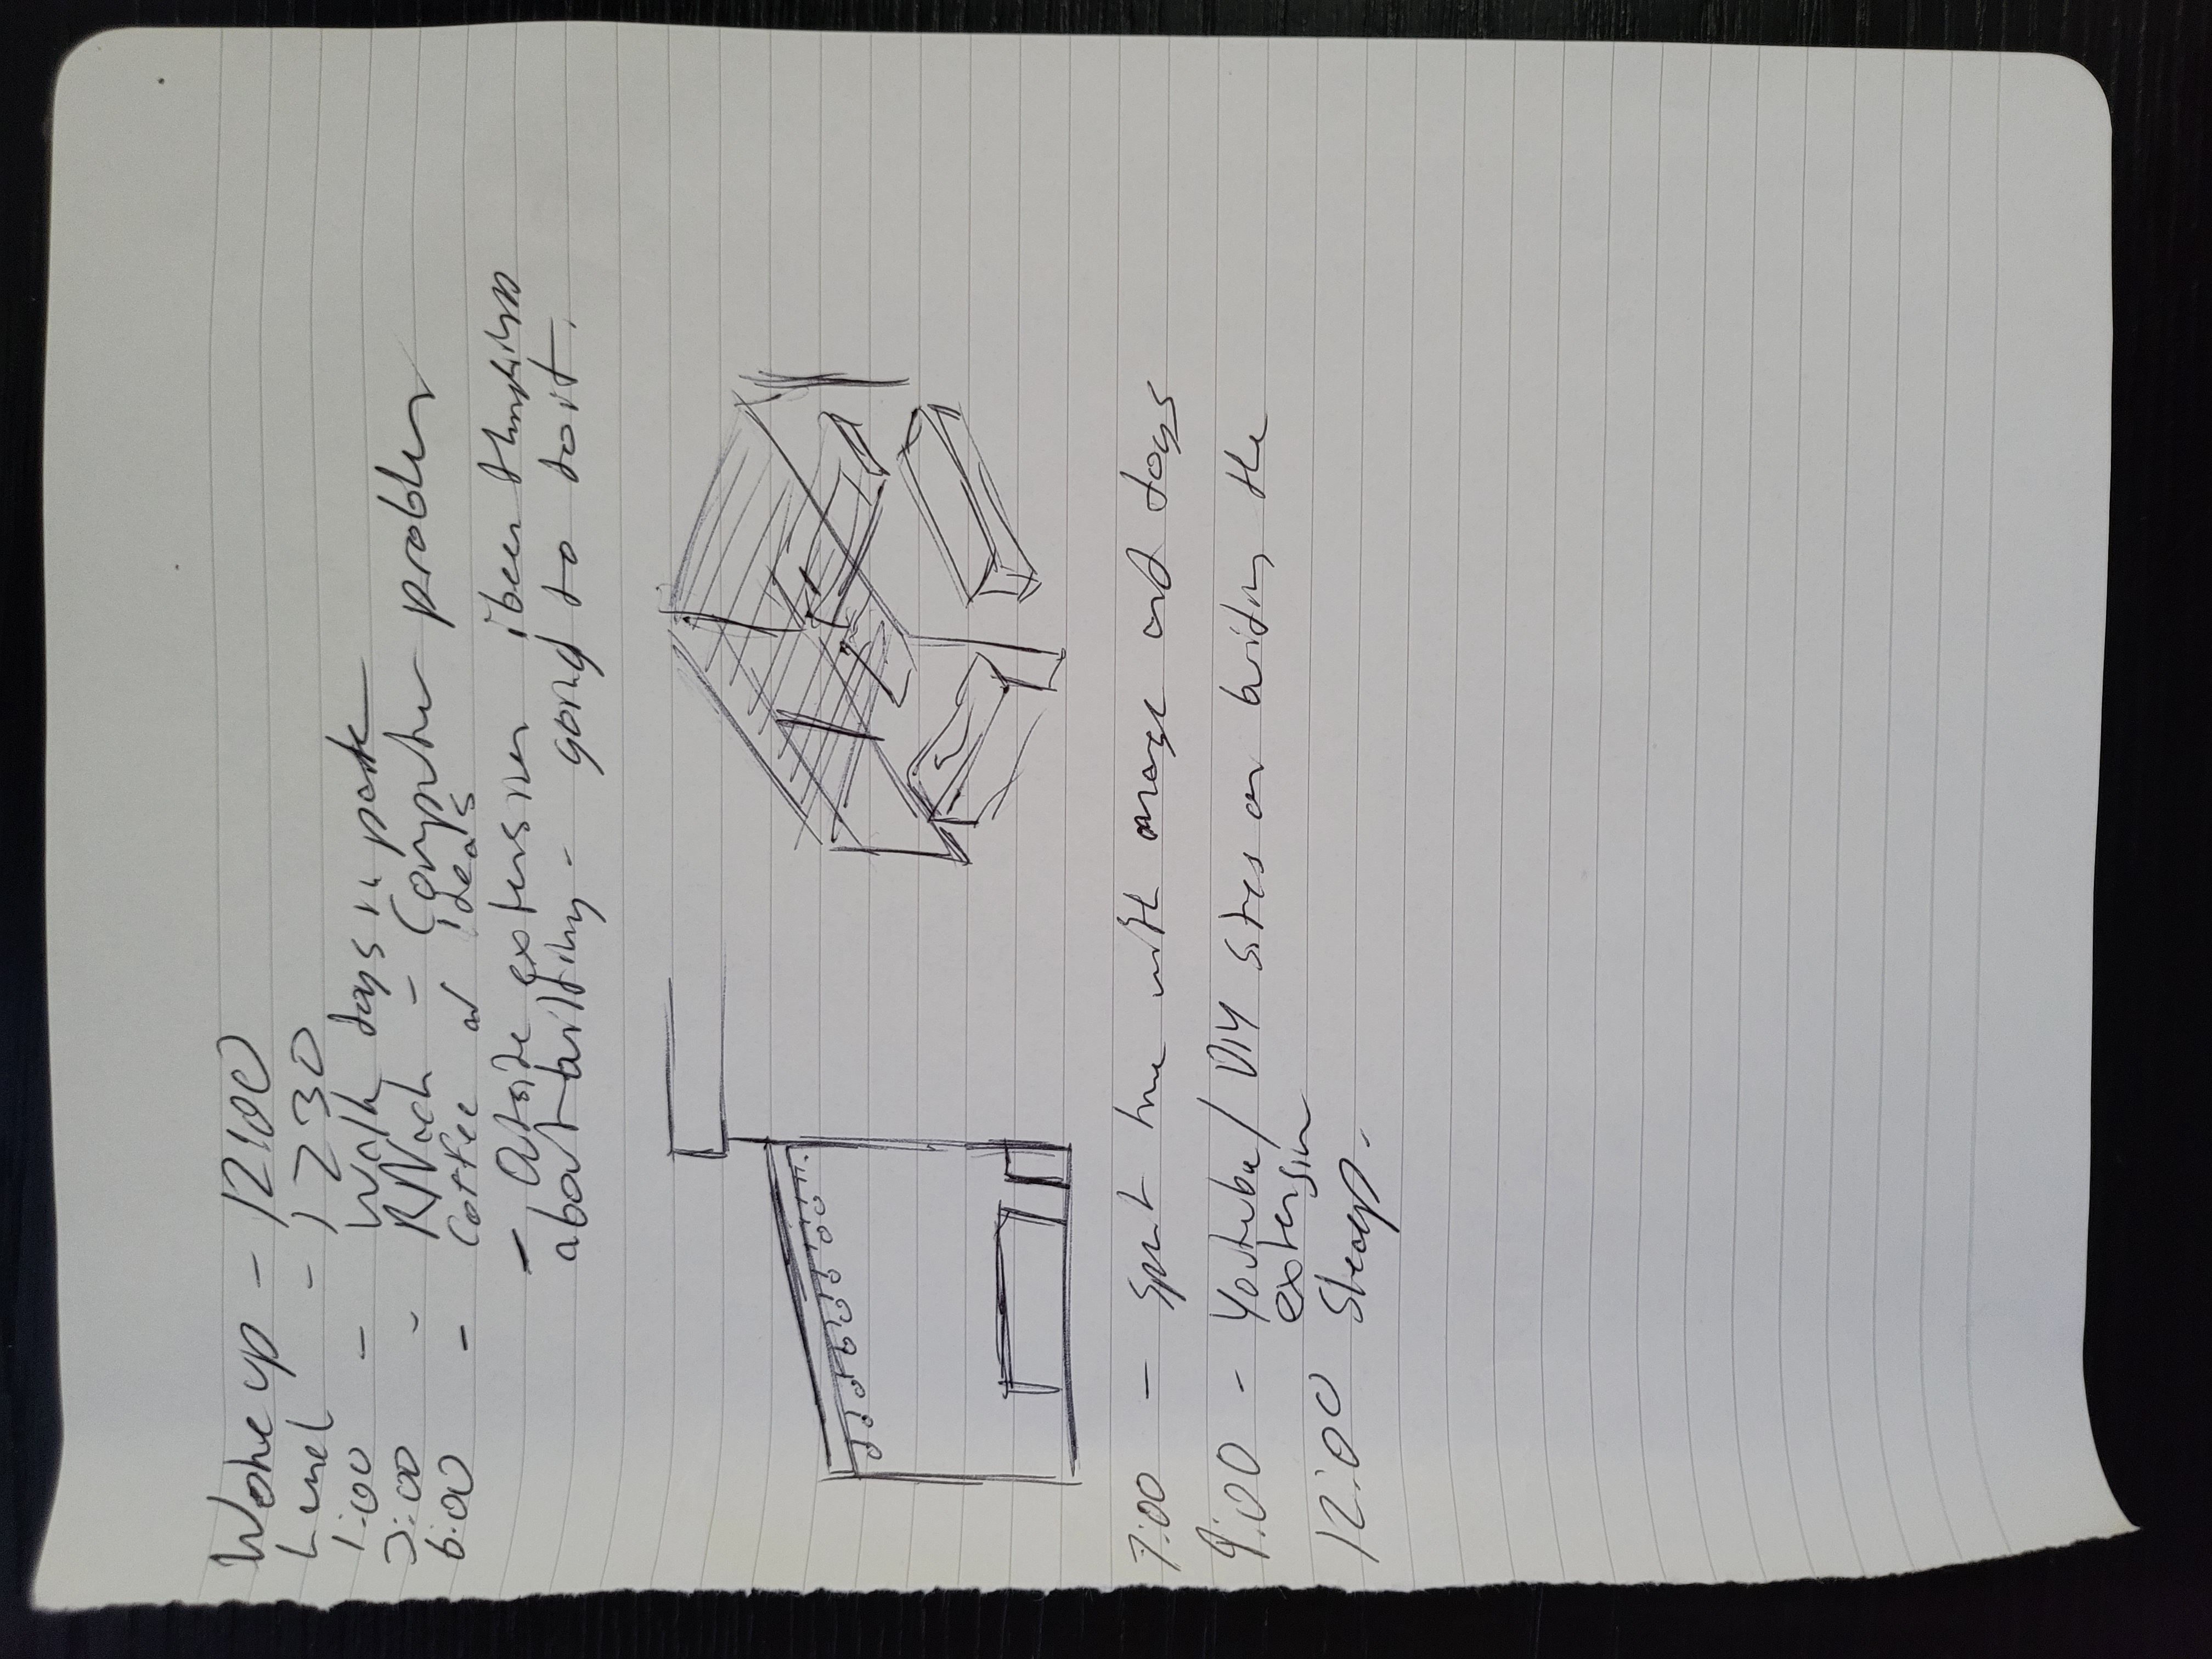 Woke up - 12:00
Lunch - 1230
1:00 - Walk dogs in park
3:00 - - Computer problem
6:00 - Coffee and ideas
- Outside extension i been thinking
about building - going to do it.
7:00 - spent time with and dogs
9:00 - Youtube / DIY sites on building the
extension
12:00 Sleep.